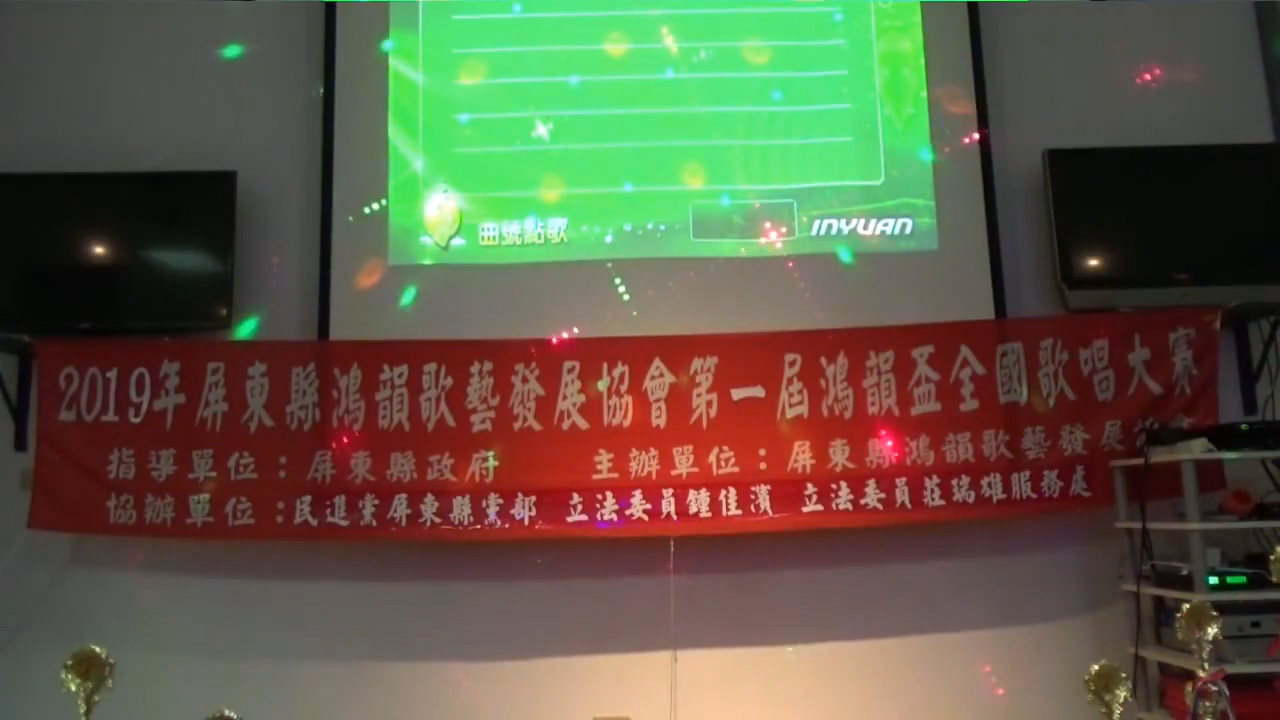 曲號點歌
INYUAN
2019年屏東縣鴻韻歌藝發展協會第一屆鴻韻盃全國歌唱大賽
指導單位：屏東縣政府 主辦單位：屏東縣鴻韻歌藝發展協會
協辦單位：民進黨屏東縣黨部 立法委員鍾佳濱 立法委員莊瑞雄服務處